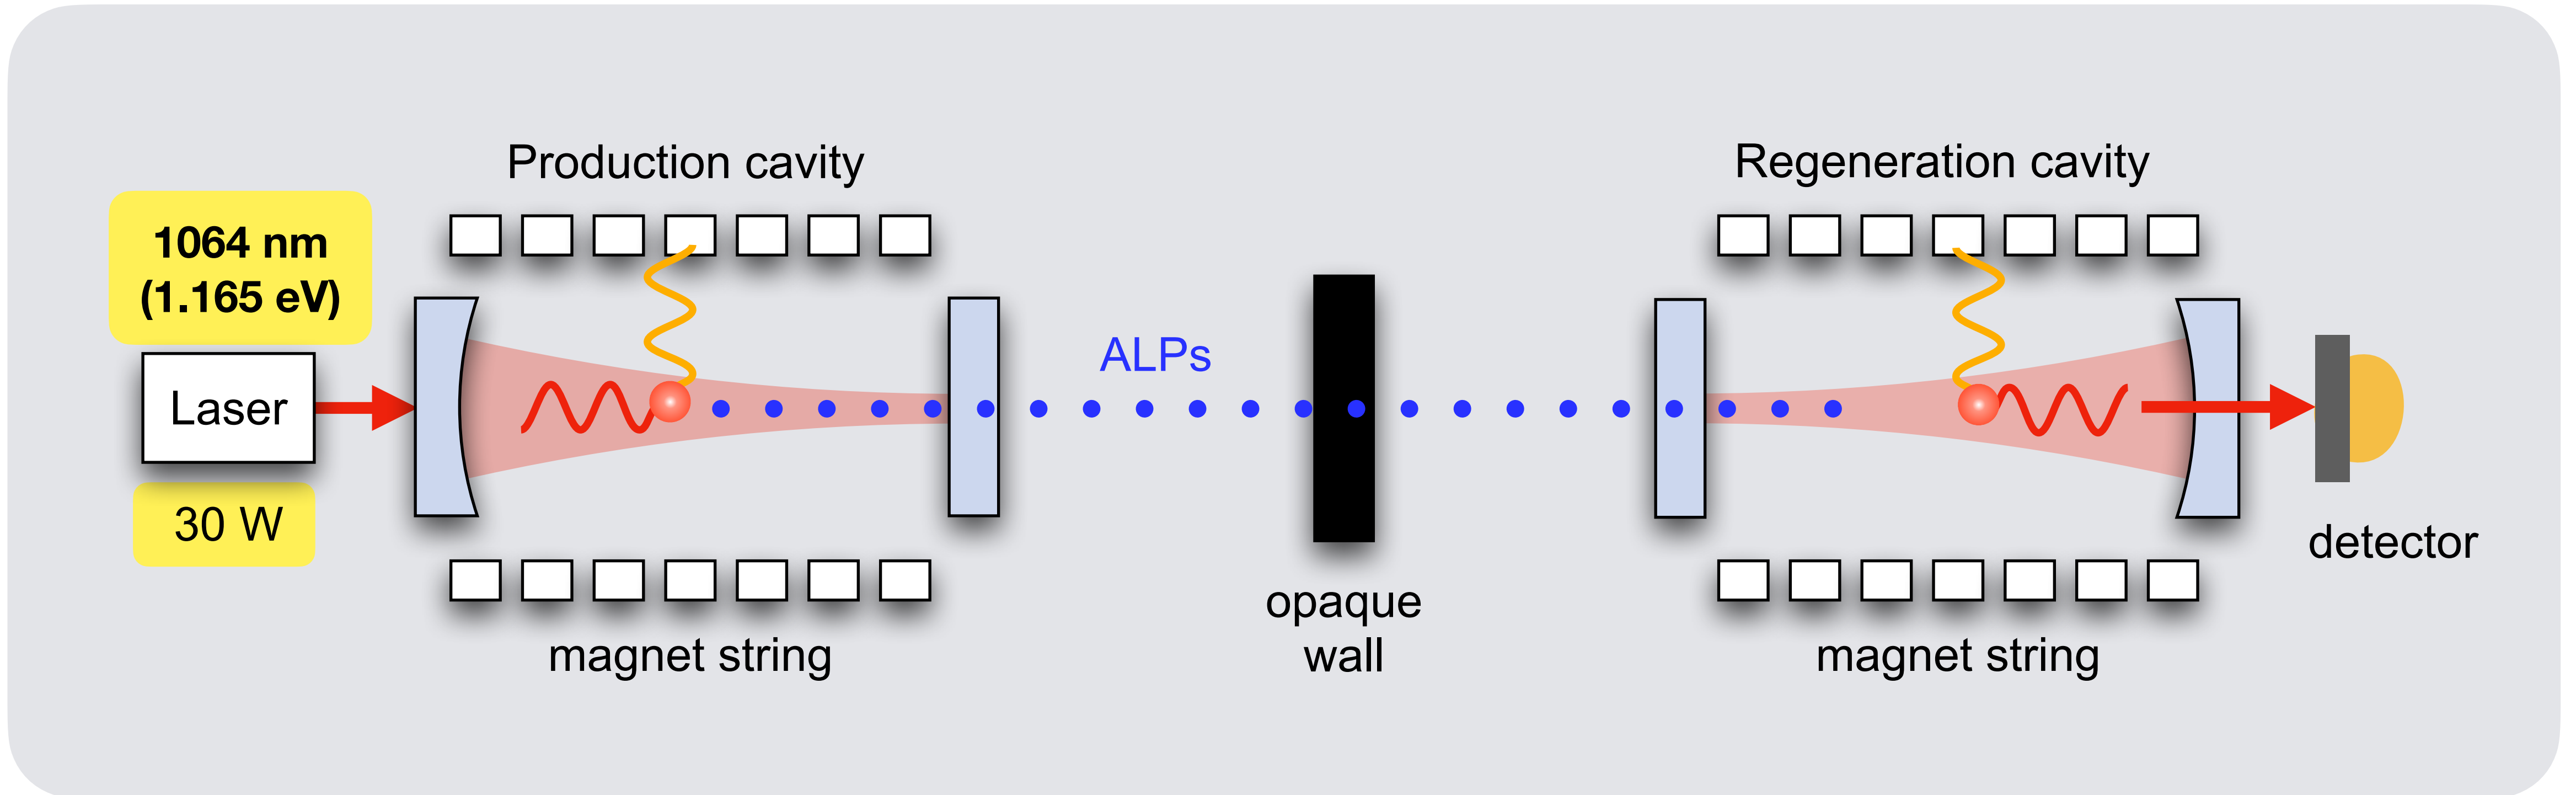 Production cavity
Regeneration cavity
1064 nm
(1.165 eV)
Laser
30 W
ALPs
opaque
wall
detector
magnet string
magnet string